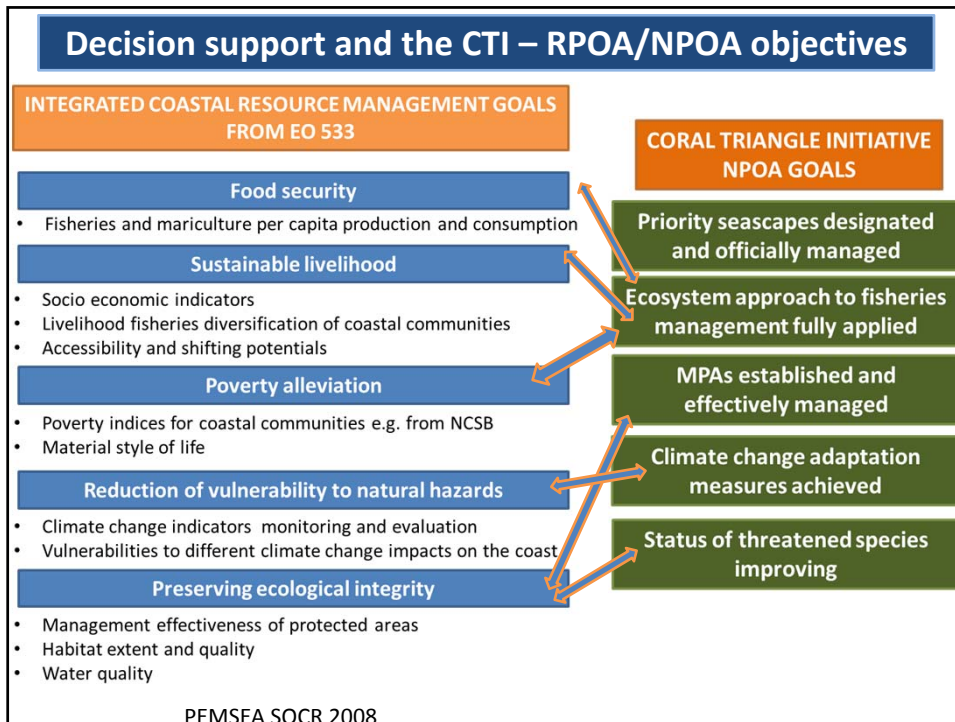 Decision support and the CTI – RPOA/NPOA objectives
INTEGRATED COASTAL RESOURCE MANAGEMENT GOALS
FROM EO 533
Food security
• Fisheries and mariculture per capita production and consumption
Sustainable livelihood
• Socio economic indicators
• Livelihood fisheries diversification of coastal communities
• Accessibility and shifting potentials
Poverty alleviation
• Poverty indices for coastal communities e.g. from NCSB
• Material style of life
Reduction of vulnerability to natural hazards
• Climate change indicators monitoring and evaluation
• Vulnerabilities to different climate change impacts on the coast
Preserving ecological integrity
• Management effectiveness of protected areas
• Habitat extent and quality
• Water quality
CORAL TRIANGLE INITIATIVE
NPOA GOALS
Priority seascapes designated
and officially managed
Ecosystem approach to fisheries
management fully applied
MPAs established and
effectively managed
Climate change adaptation
measures achieved
Status of threatened species
improving
PEMSEA SOCR 2008